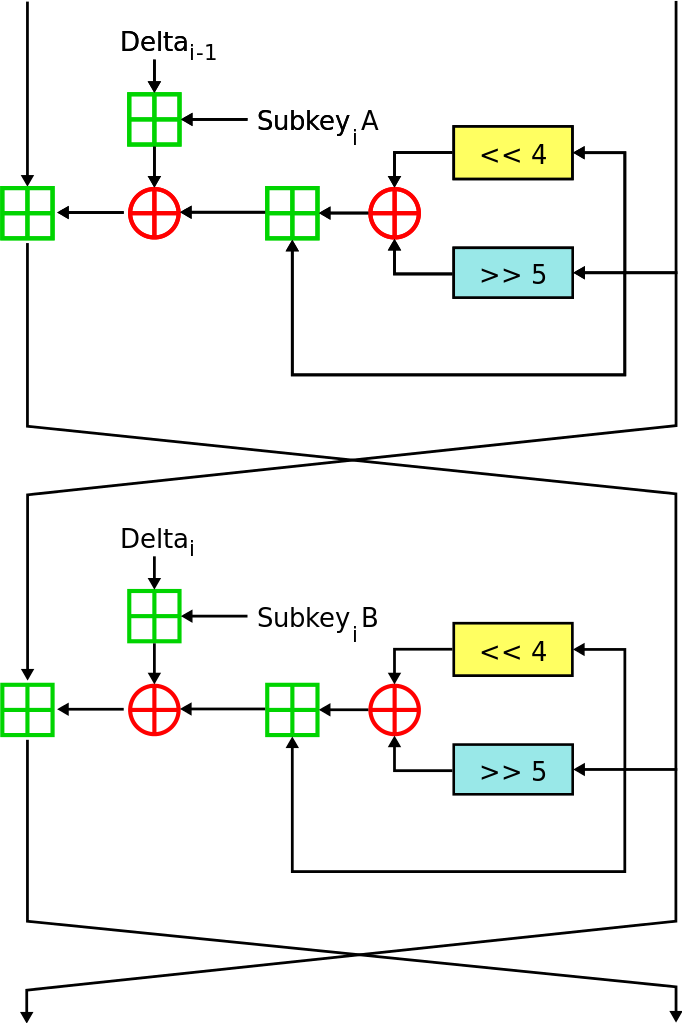 Delta i-1
Subkey i A
<< 4
>> 5
Delta i
Subkey i B
<< 4
>> 5